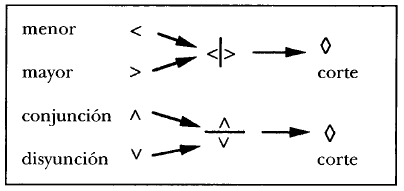 menor <
<|> ◊
mayor >
corte
conjunción ∧
∧
∨ ◊
disyunción ∨
corte